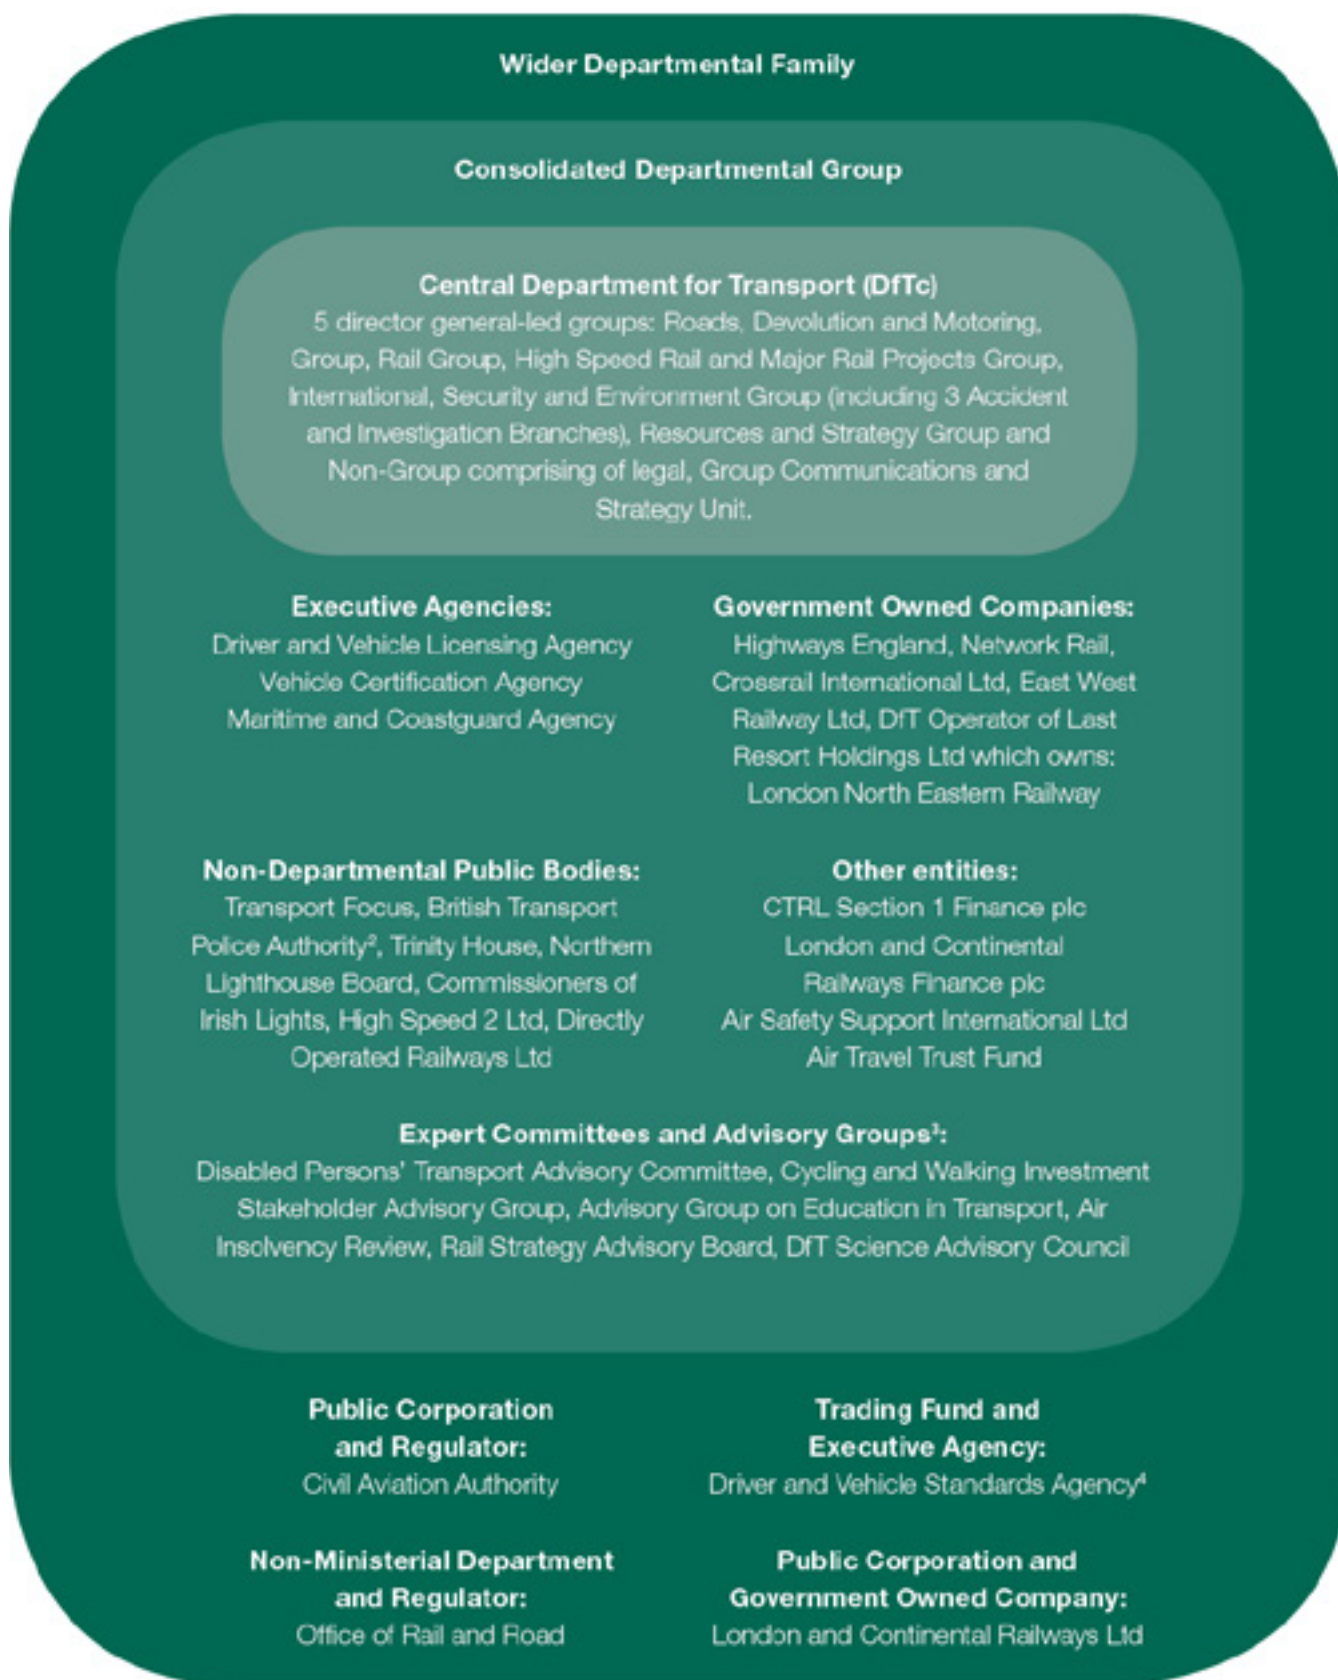 Wider Departmental Family
Consolidated Departmental Group
Central Department for Transport (DfTc)
5 director general-led groups: Roads, Devolution and Motoring,
Group, Rail Group, High Speed Rail and Major Rail Projects Group,
International, Security and Environment Group (including 3 Accident
and Investigation Branches), Resources and Strategy Group and
Non-Group comprising of legal, Group Communications and
Strategy Unit.
Executive Agencies:
Driver and Vehicle Licensing Agency
Vehicle Certification Agency
Maritime and Coastguard Agency
Government Owned Companies:
Highways England, Network Rail,
Crossrail International Ltd, East West
Railway Ltd, DfT Operator of Last
Resort Holdings Ltd which owns:
London North Eastern Railway
Non-Departmental Public Bodies:
Transport Focus, British Transport
Police Authority², Trinity House, Northern
Lighthouse Board, Commissioners of
Irish Lights, High Speed 2 Ltd, Directly
Operated Railways Ltd
Other entities:
CTRL Section 1 Finance plc
London and Continental
Railways Finance plc
Air Safety Support International Ltd
Air Travel Trust Fund
Expert Committees and Advisory Groups³:
Disabled Persons' Transport Advisory Committee, Cycling and Walking Investment
Stakeholder Advisory Group, Advisory Group on Education in Transport, Air
Insolvency Review, Rail Strategy Advisory Board, DfT Science Advisory Council
Public Corporation
and Regulator:
Civil Aviation Authority
Trading Fund and
Executive Agency:
Driver and Vehicle Standards Agency⁴
Non-Ministerial Department
and Regulator:
Office of Rail and Road
Public Corporation and
Government Owned Company:
London and Continental Railways Ltd